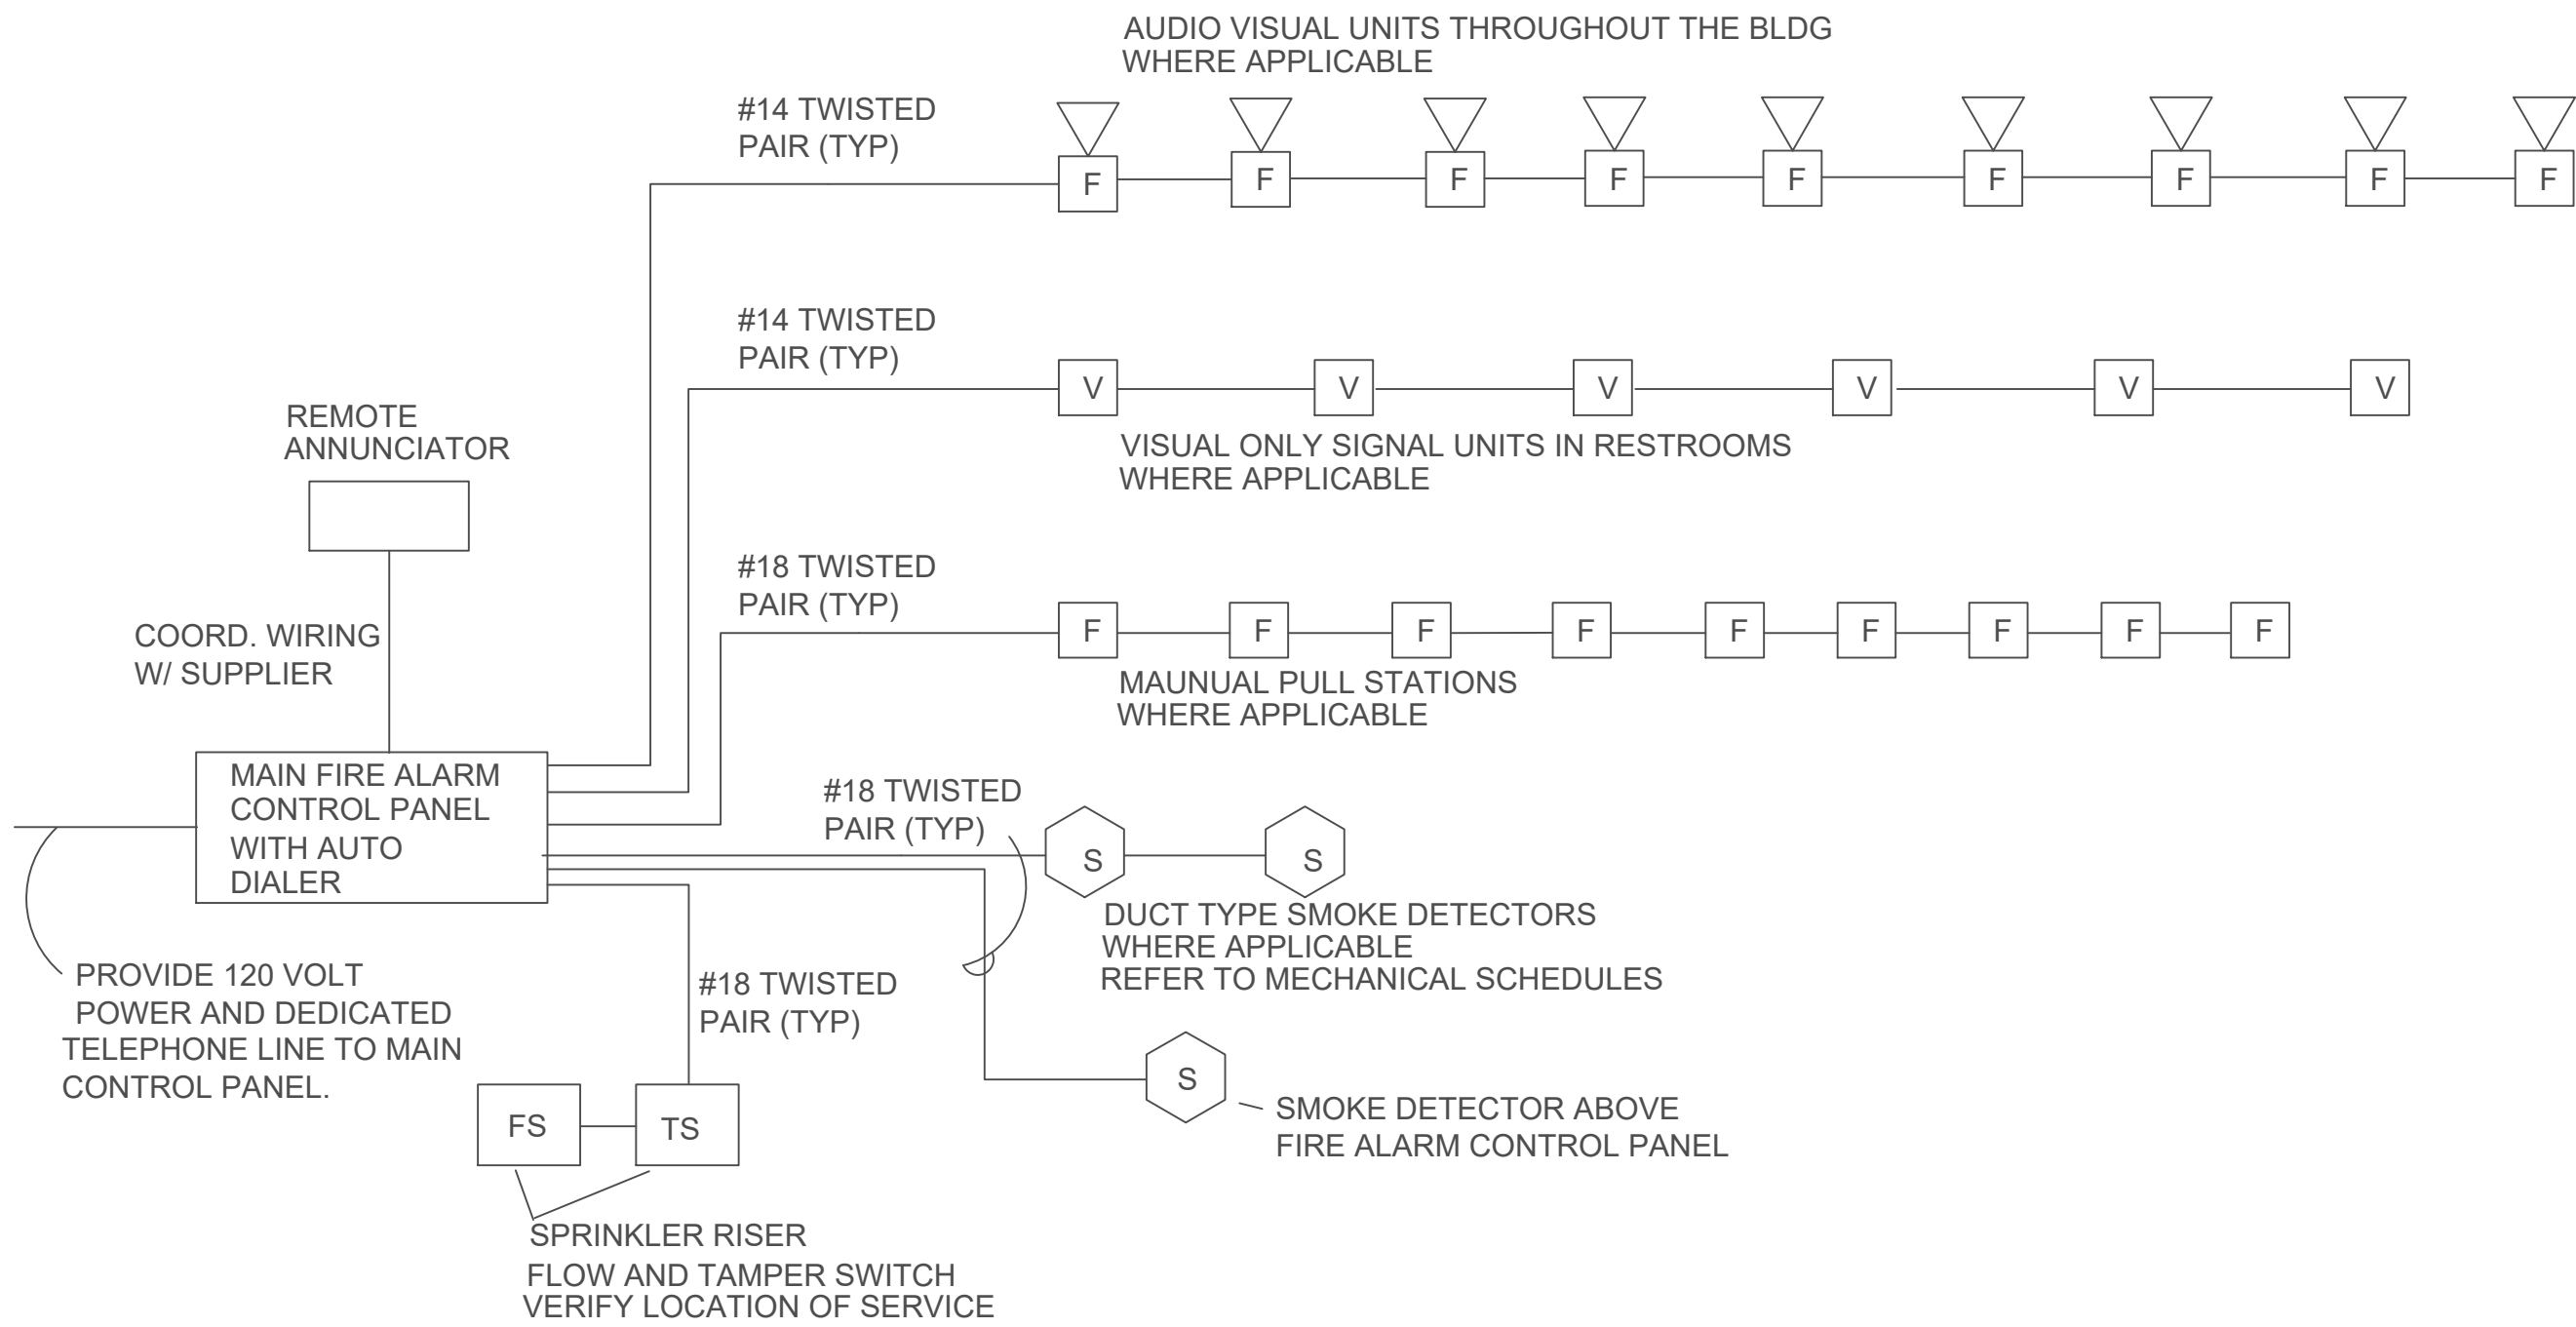 AUDIO VISUAL UNITS THROUGHOUT THE BLDG
WHERE APPLICABLE
#14 TWISTED
PAIR (TYP)
F F F F F F F F F
#14 TWISTED
PAIR (TYP)
V V V V V V
VISUAL ONLY SIGNAL UNITS IN RESTROOMS
WHERE APPLICABLE
REMOTE
ANNUNCIATOR
#18 TWISTED
PAIR (TYP)
F F F F F F F F F
MAUNUAL PULL STATIONS
WHERE APPLICABLE
COORD. WIRING
W/ SUPPLIER
MAIN FIRE ALARM
CONTROL PANEL
WITH AUTO
DIALER
#18 TWISTED
PAIR (TYP)
S S
DUCT TYPE SMOKE DETECTORS
WHERE APPLICABLE
REFER TO MECHANICAL SCHEDULES
PROVIDE 120 VOLT
POWER AND DEDICATED
TELEPHONE LINE TO MAIN
CONTROL PANEL.
#18 TWISTED
PAIR (TYP)
S
SMOKE DETECTOR ABOVE
FIRE ALARM CONTROL PANEL
FS TS
SPRINKLER RISER
FLOW AND TAMPER SWITCH
VERIFY LOCATION OF SERVICE